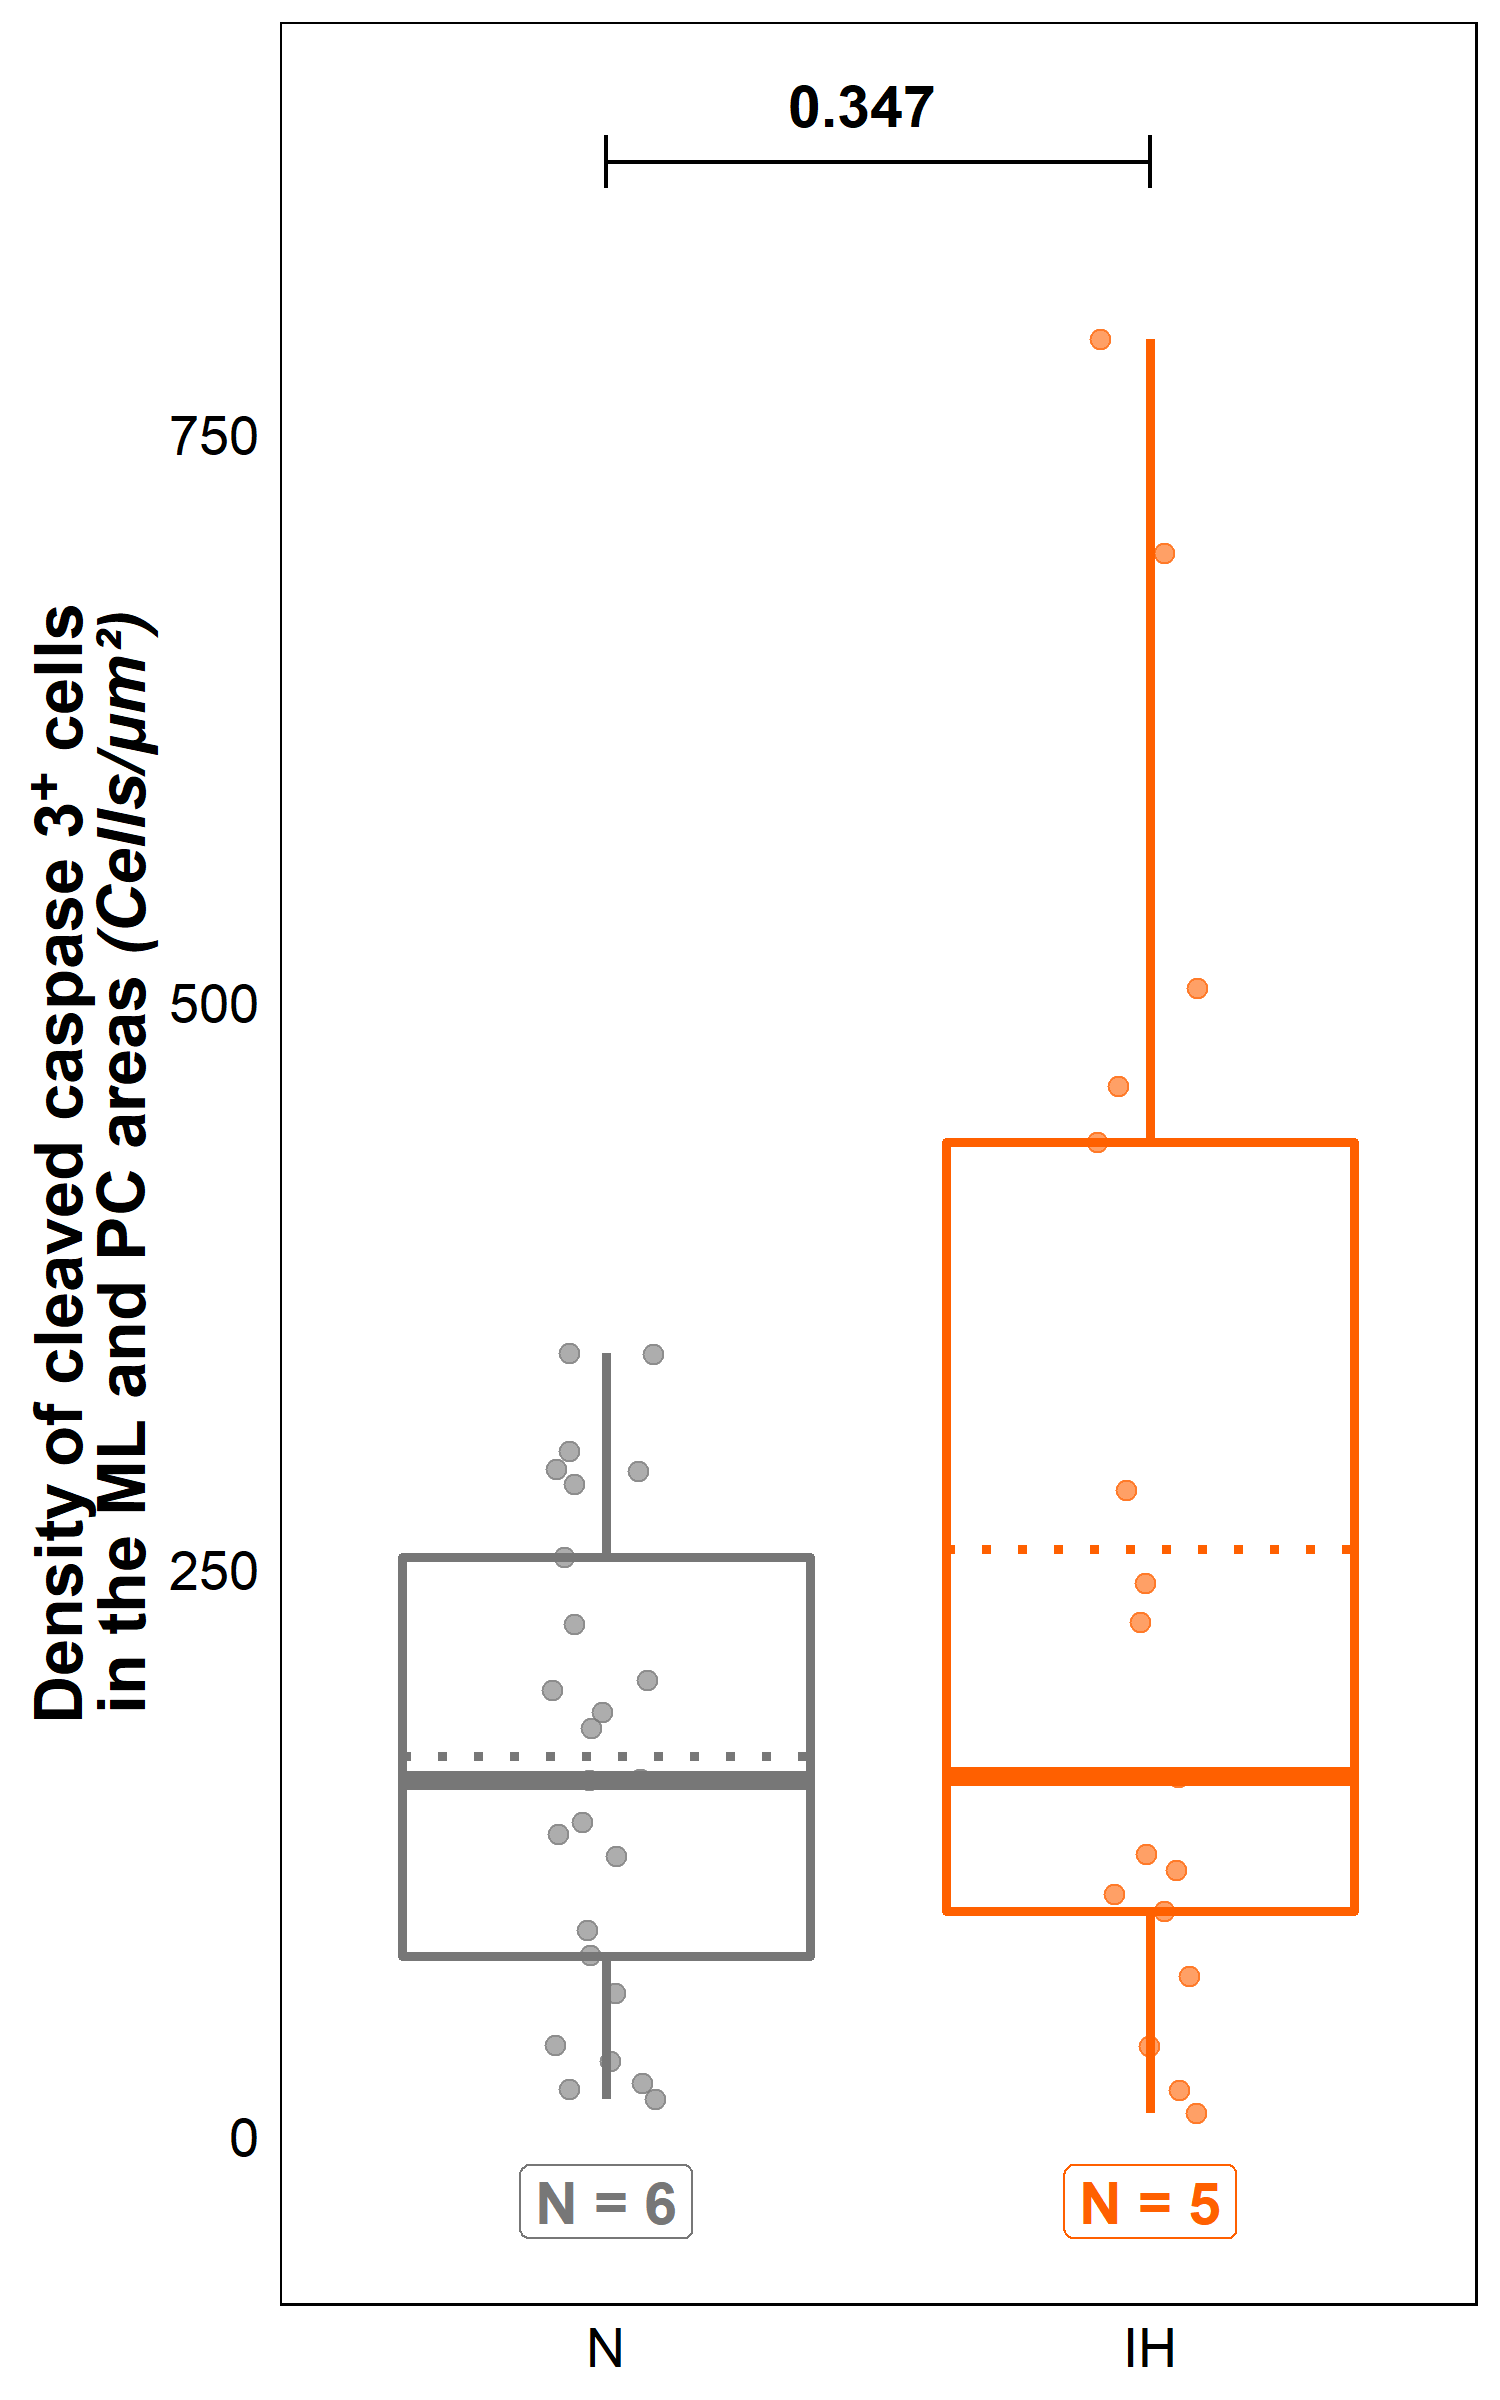 Density of cleaved caspase 3⁺ cells
in the ML and PC areas (Cells/µm²)
750
500
250
0
0.347
N = 6
N = 5
N
IH